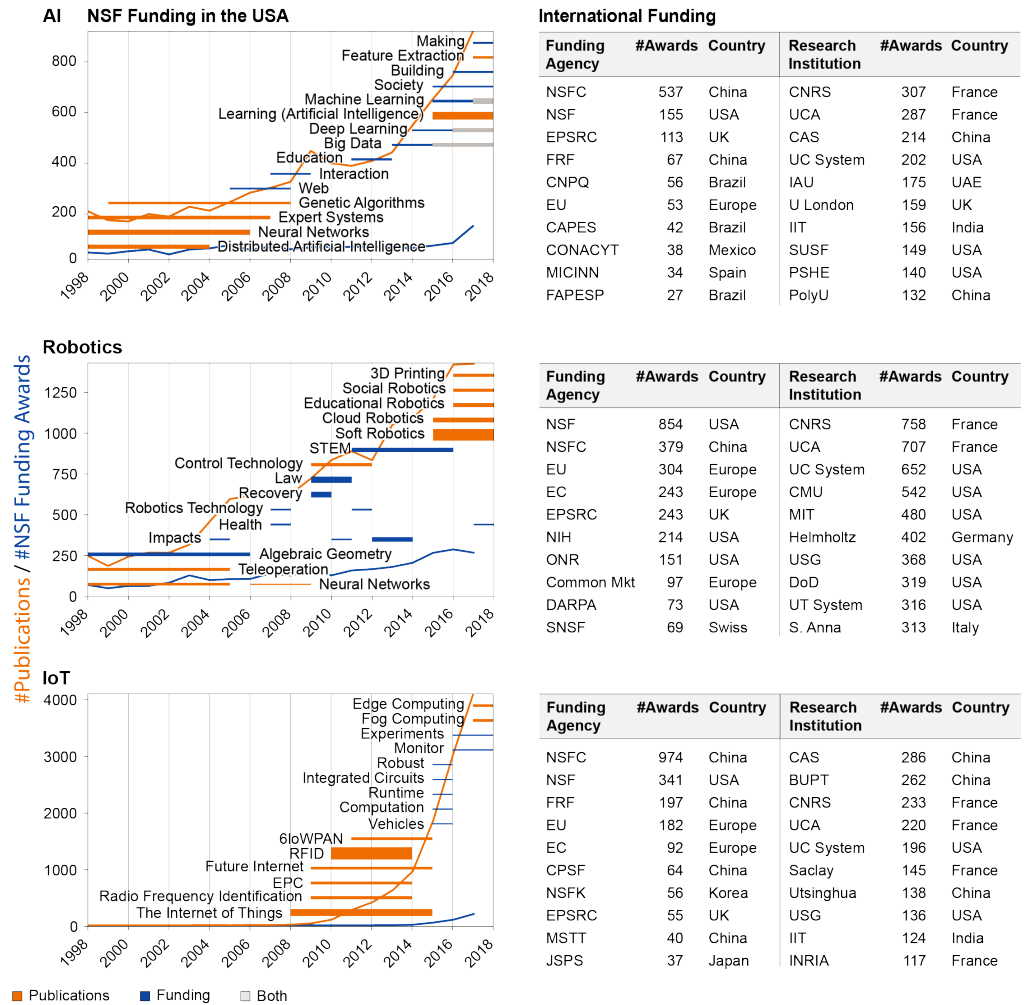 AI NSF Funding in the USA
800
600
400
200
0
Making
Feature Extraction
Building
Society
Machine Learning
Learning (Artificial Intelligence)
Deep Learning
Big Data
Education
Interaction
Web
Genetic Algorithms
Expert Systems
Neural Networks
Distributed Artificial Intelligence
1998 2000 2002 2004 2006 2008 2010 2012 2014 2016 2018
International Funding
Funding Agency #Awards Country Research Institution #Awards Country
NSFC 537 China CNRS 307 France
NSF 155 USA UCA 287 France
EPSRC 113 UK CAS 214 China
FRF 67 China UC System 202 USA
CNPQ 56 Brazil IAU 175 UAE
EU 53 Europe U London 159 UK
CAPES 42 Brazil IIT 156 India
CONACYT 38 Mexico SUSF 149 USA
MICINN 34 Spain PSHE 140 USA
FAPESP 27 Brazil PolyU 132 China
#Publications / #NSF Funding Awards
Robotics
1250
1000
750
500
250
0
3D Printing
Social Robotics
Educational Robotics
Cloud Robotics
Soft Robotics
STEM
Control Technology
Law
Recovery
Robotics Technology
Health
Impacts
Algebraic Geometry
Teleoperation
Neural Networks
1998 2000 2002 2004 2006 2008 2010 2012 2014 2016 2018
Funding Agency #Awards Country Research Institution #Awards Country
NSF 854 USA CNRS 758 France
NSFC 379 China UCA 707 France
EU 304 Europe UC System 652 USA
EC 243 Europe CMU 542 USA
EPSRC 243 UK MIT 480 USA
NIH 214 USA Helmholtz 402 Germany
ONR 151 USA USG 368 USA
Common Mkt 97 Europe DoD 319 USA
DARPA 73 USA UT System 316 USA
SNSF 69 Swiss S. Anna 313 Italy
IoT
4000
3000
2000
1000
0
Edge Computing
Fog Computing
Experiments
Monitor
Robust
Integrated Circuits
Runtime
Computation
Vehicles
6loWPAN
RFID
Future Internet
EPC
Radio Frequency Identification
The Internet of Things
1998 2000 2002 2004 2006 2008 2010 2012 2014 2016 2018
Funding Agency #Awards Country Research Institution #Awards Country
NSFC 974 China CAS 286 China
NSF 341 USA BUPT 262 China
FRF 197 China CNRS 233 France
EU 182 Europe UCA 220 France
EC 92 Europe UC System 196 USA
CPSF 64 China Saclay 145 France
NSFK 56 Korea Utsinghua 138 China
EPSRC 55 UK USG 136 USA
MSTT 40 China IIT 124 India
JSPS 37 Japan INRIA 117 France
Publications Funding Both